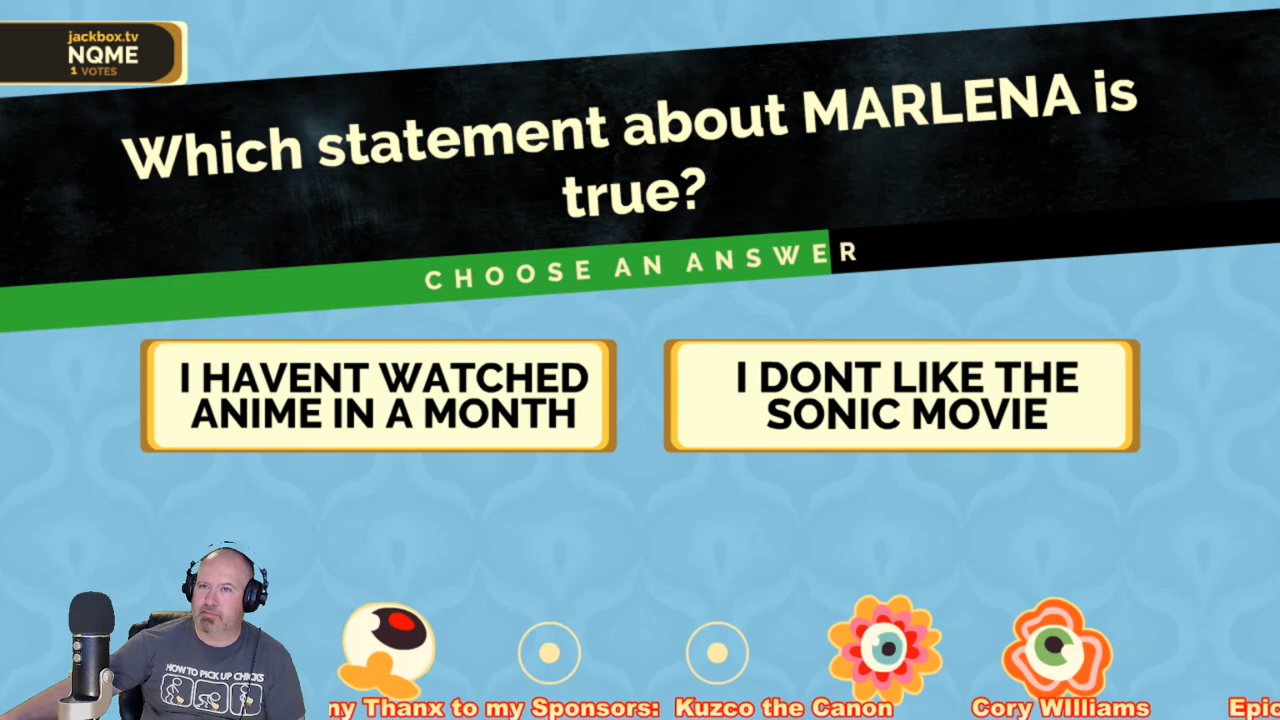 jackbox.tv
NQME
1 VOTES
Which statement about MARLENA is
true?
CHOOSE AN ANSWER
I HAVENT WATCHED
ANIME IN A MONTH
I DONT LIKE THE
SONIC MOVIE
HOW TO PICK UP CHICKS
ny Thanx to my Sponsors: Kuzco the Canon Cory WIlliams Epic